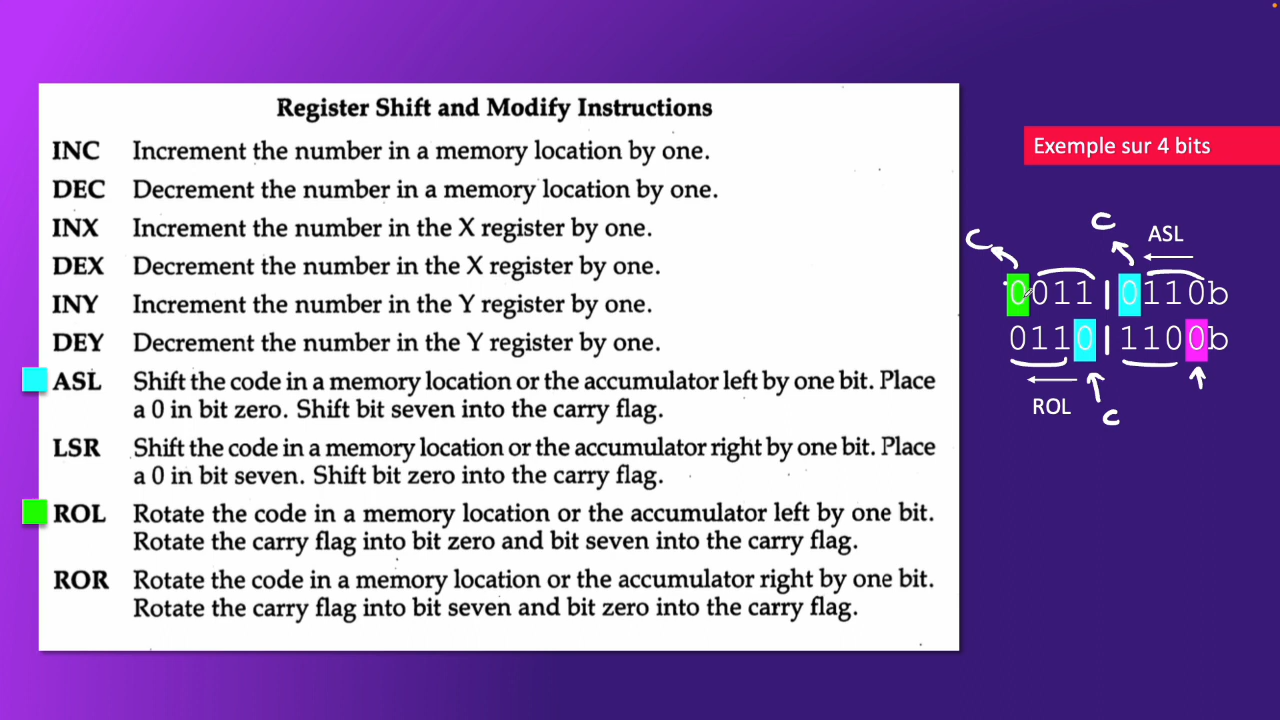 Register Shift and Modify Instructions
INC Increment the number in a memory location by one.
DEC Decrement the number in a memory location by one.
INX Increment the number in the X register by one.
DEX Decrement the number in the X register by one.
INY Increment the number in the Y register by one.
DEY Decrement the number in the Y register by one.
ASL Shift the code in a memory location or the accumulator left by one bit. Place
a 0 in bit zero. Shift bit seven into the carry flag.
LSR Shift the code in a memory location or the accumulator right by one bit. Place
a 0 in bit seven. Shift bit zero into the carry flag.
ROL Rotate the code in a memory location or the accumulator left by one bit.
Rotate the carry flag into bit zero and bit seven into the carry flag.
ROR Rotate the code in a memory location or the accumulator right by one bit.
Rotate the carry flag into bit seven and bit zero into the carry flag.
Exemple sur 4 bits
C C ASL
0011|0110b
0110|1100b
ROL C